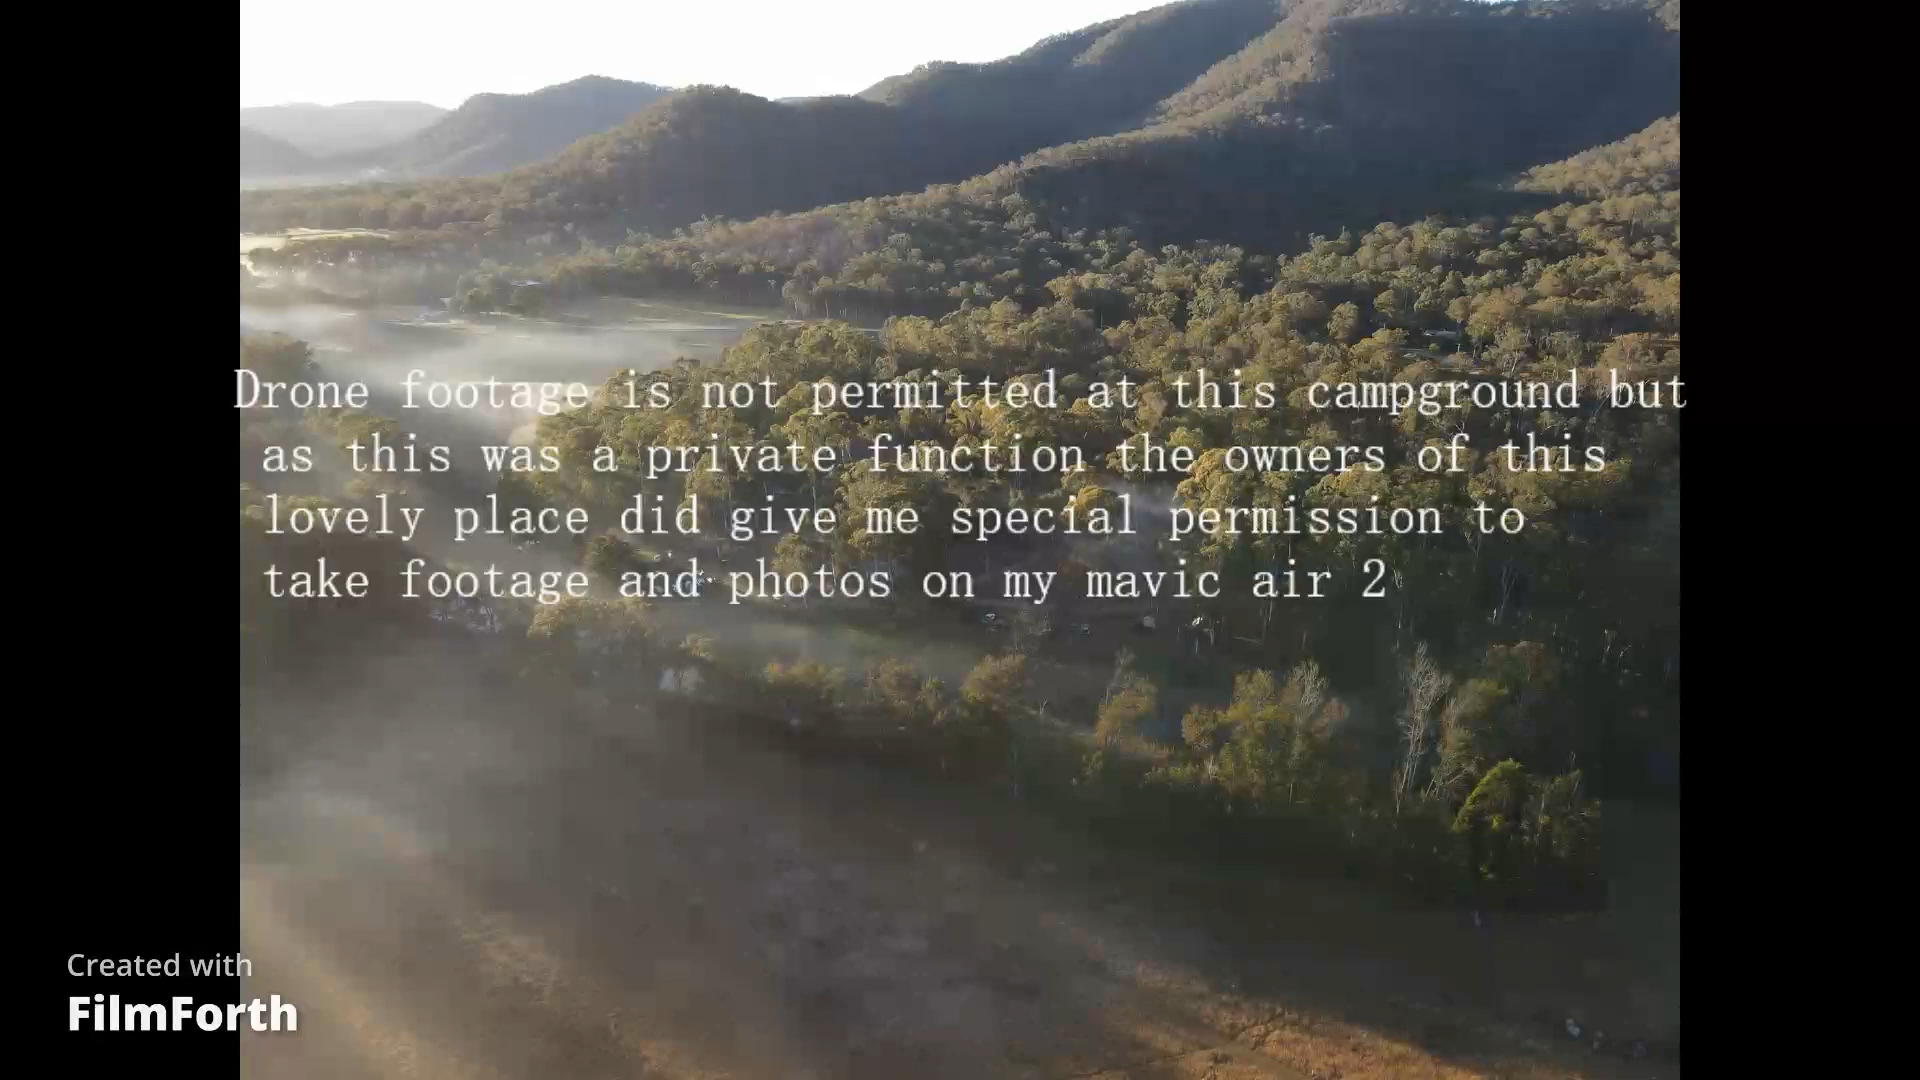 Drone footage is not permitted at this campground but
as this was a private function the owners of this
lovely place did give me special permission to
take footage and photos on my mavic air 2
Created with
FilmForth